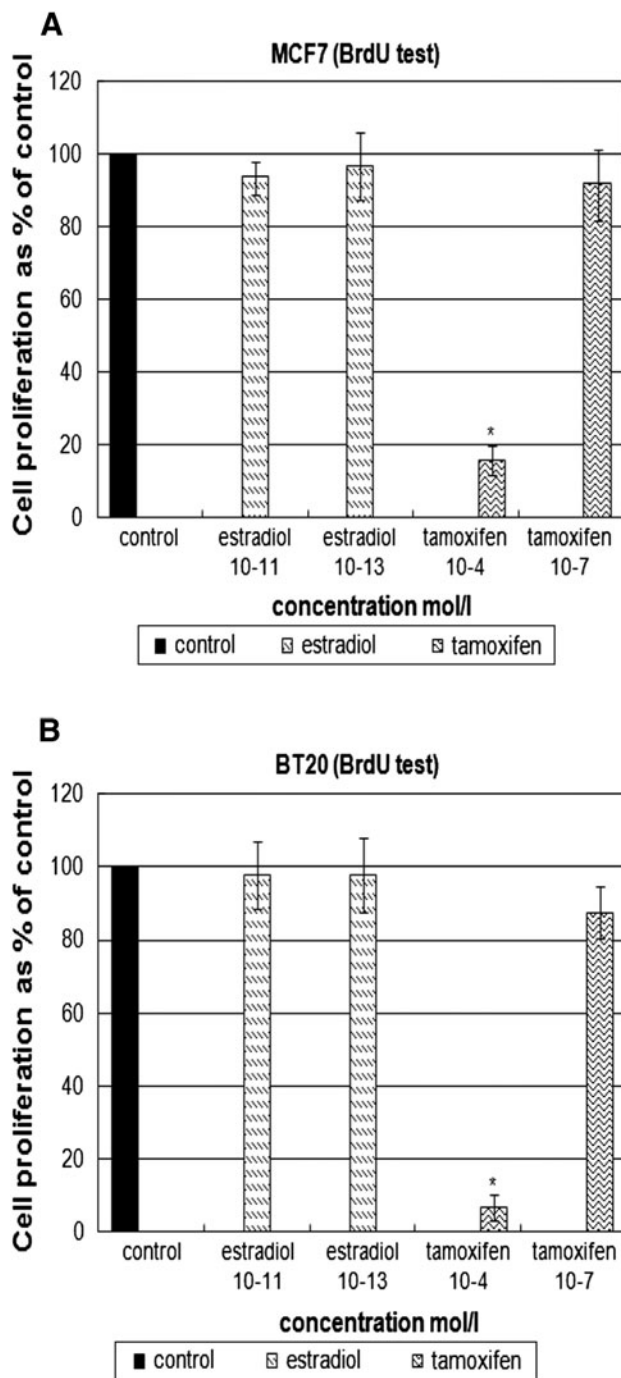 A
MCF7 (BrdU test)
Cell proliferation as % of control
120
100
80
60
40
20
0
*
control
estradiol
10-11
estradiol
10-13
tamoxifen
10-4
tamoxifen
10-7
concentration mol/l
control estradiol tamoxifen
B
BT20 (BrdU test)
Cell proliferation as % of control
120
100
80
60
40
20
0
*
control
estradiol
10-11
estradiol
10-13
tamoxifen
10-4
tamoxifen
10-7
concentration mol/l
control estradiol tamoxifen